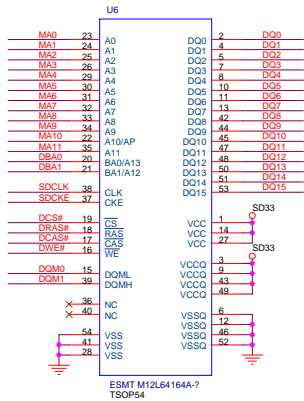 U6
MA0 23 A0 DQ0 2 DQ0
MA1 24 A1 DQ1 4 DQ1
MA2 25 A2 DQ2 5 DQ2
MA3 26 A3 DQ3 7 DQ3
MA4 29 A4 DQ4 8 DQ4
MA5 30 A5 DQ5 10 DQ5
MA6 31 A6 DQ6 11 DQ6
MA7 32 A7 DQ7 13 DQ7
MA8 33 A8 DQ8 42 DQ8
MA9 34 A9 DQ9 44 DQ9
MA10 22 A10/AP DQ10 45 DQ10
MA11 35 A11 DQ11 47 DQ11
DBA0 20 BA0/A13 DQ12 48 DQ12
DBA1 21 BA1/A12 DQ13 50 DQ13
DQ14 51 DQ14
SDCLK 38 CLK DQ15 53 DQ15
SDCKE 37 CKE
SD33
DCS# 19 CS VCC 1
DRAS# 18 RAS VCC 14
DCAS# 17 CAS VCC 27
DWE# 16 WE
SD33
VCCQ 3
DQM0 15 DQML VCCQ 9
DQM1 39 DQMH VCCQ 43
VCCQ 49
36 NC
40 NC VSSQ 6
VSSQ 12
54 VSS VSSQ 46
41 VSS VSSQ 52
28 VSS
ESMT M12L64164A-?
TSOP54